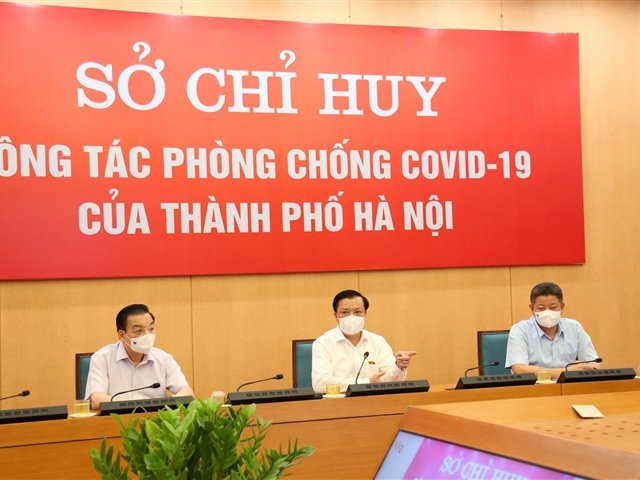 SỞ CHỈ HUY
ÔNG TÁC PHÒNG CHỐNG COVID-19
CỦA THÀNH PHỐ HÀ NỘI
SỞ CHỈ HUY